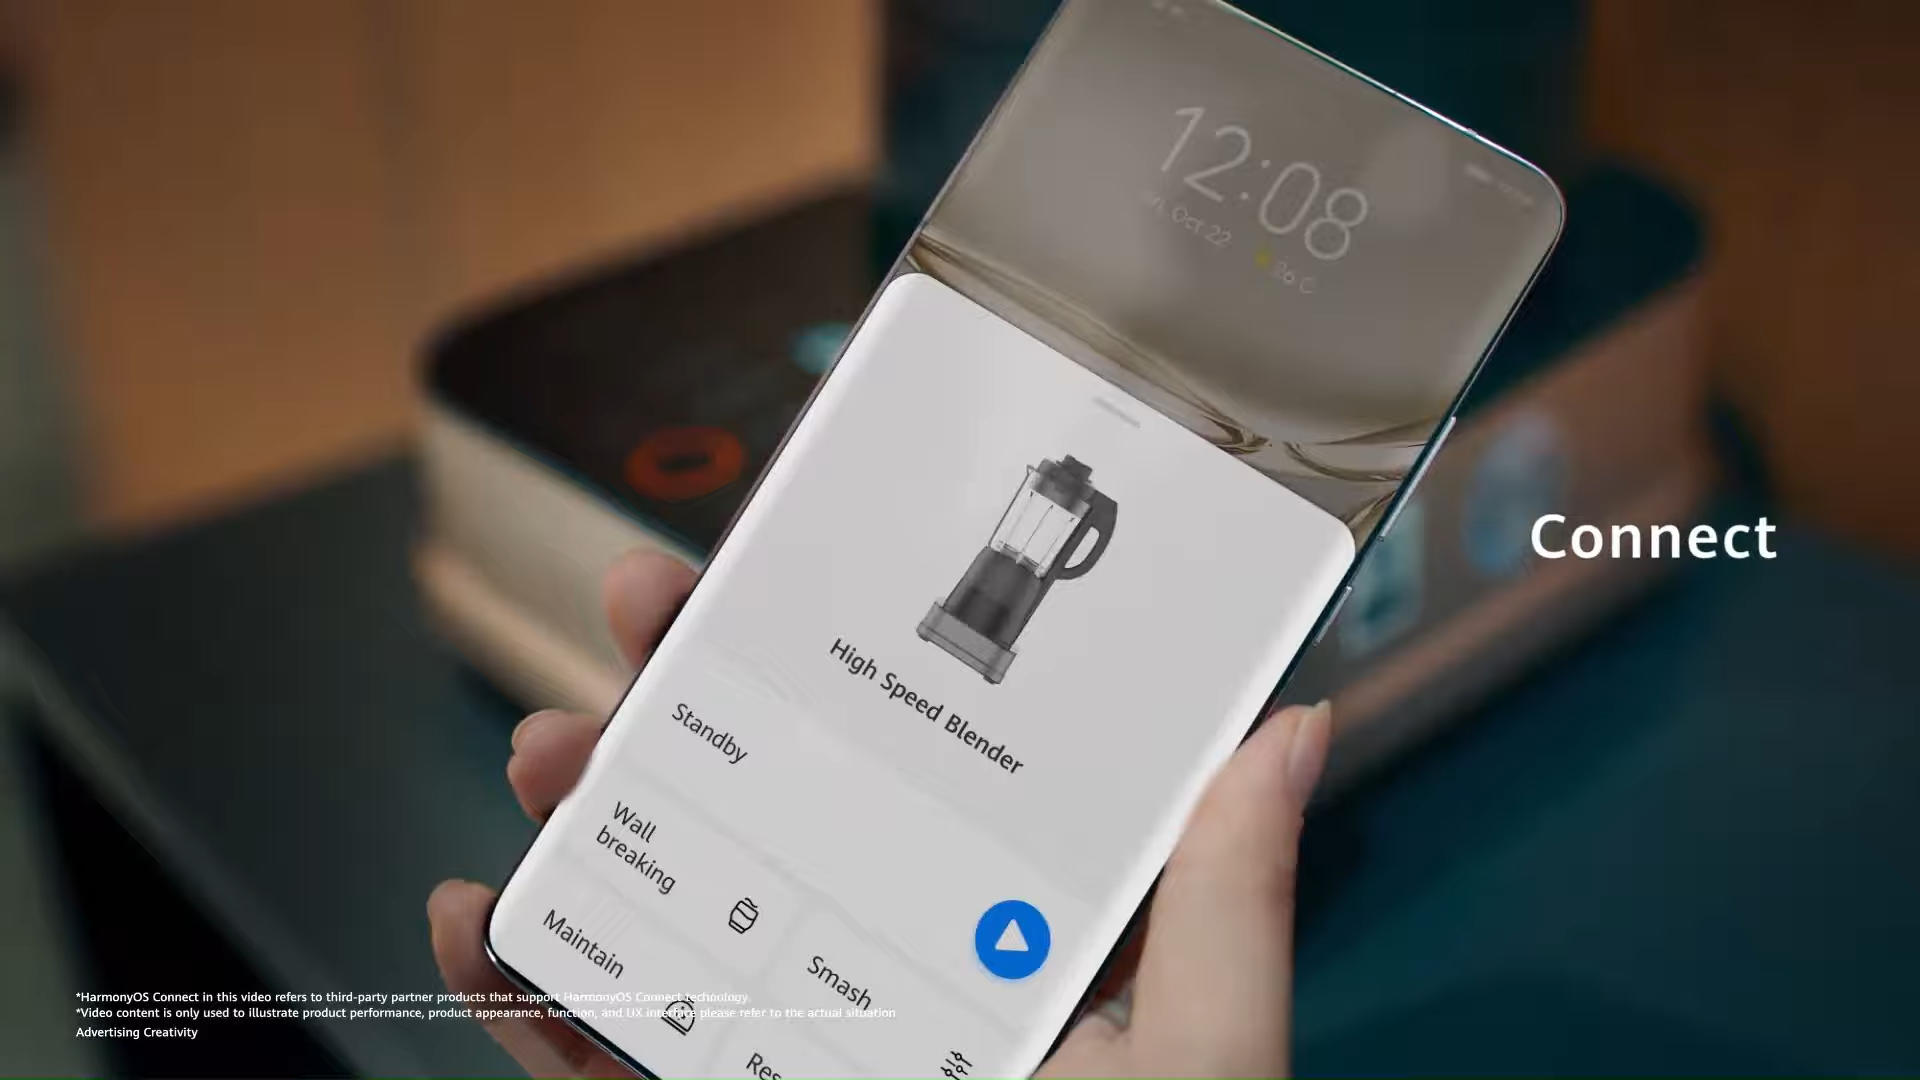 12:08
Oct 22
26 C
Connect
High Speed Blender
Standby
Wall
breaking
Maintain
Smash
*HarmonyOS Connect in this video refers to third-party partner products that support HarmonyOS Connect technology.
*Video content is only used to illustrate product performance, product appearance, function, and UX interface please refer to the actual situation
Advertising Creativity